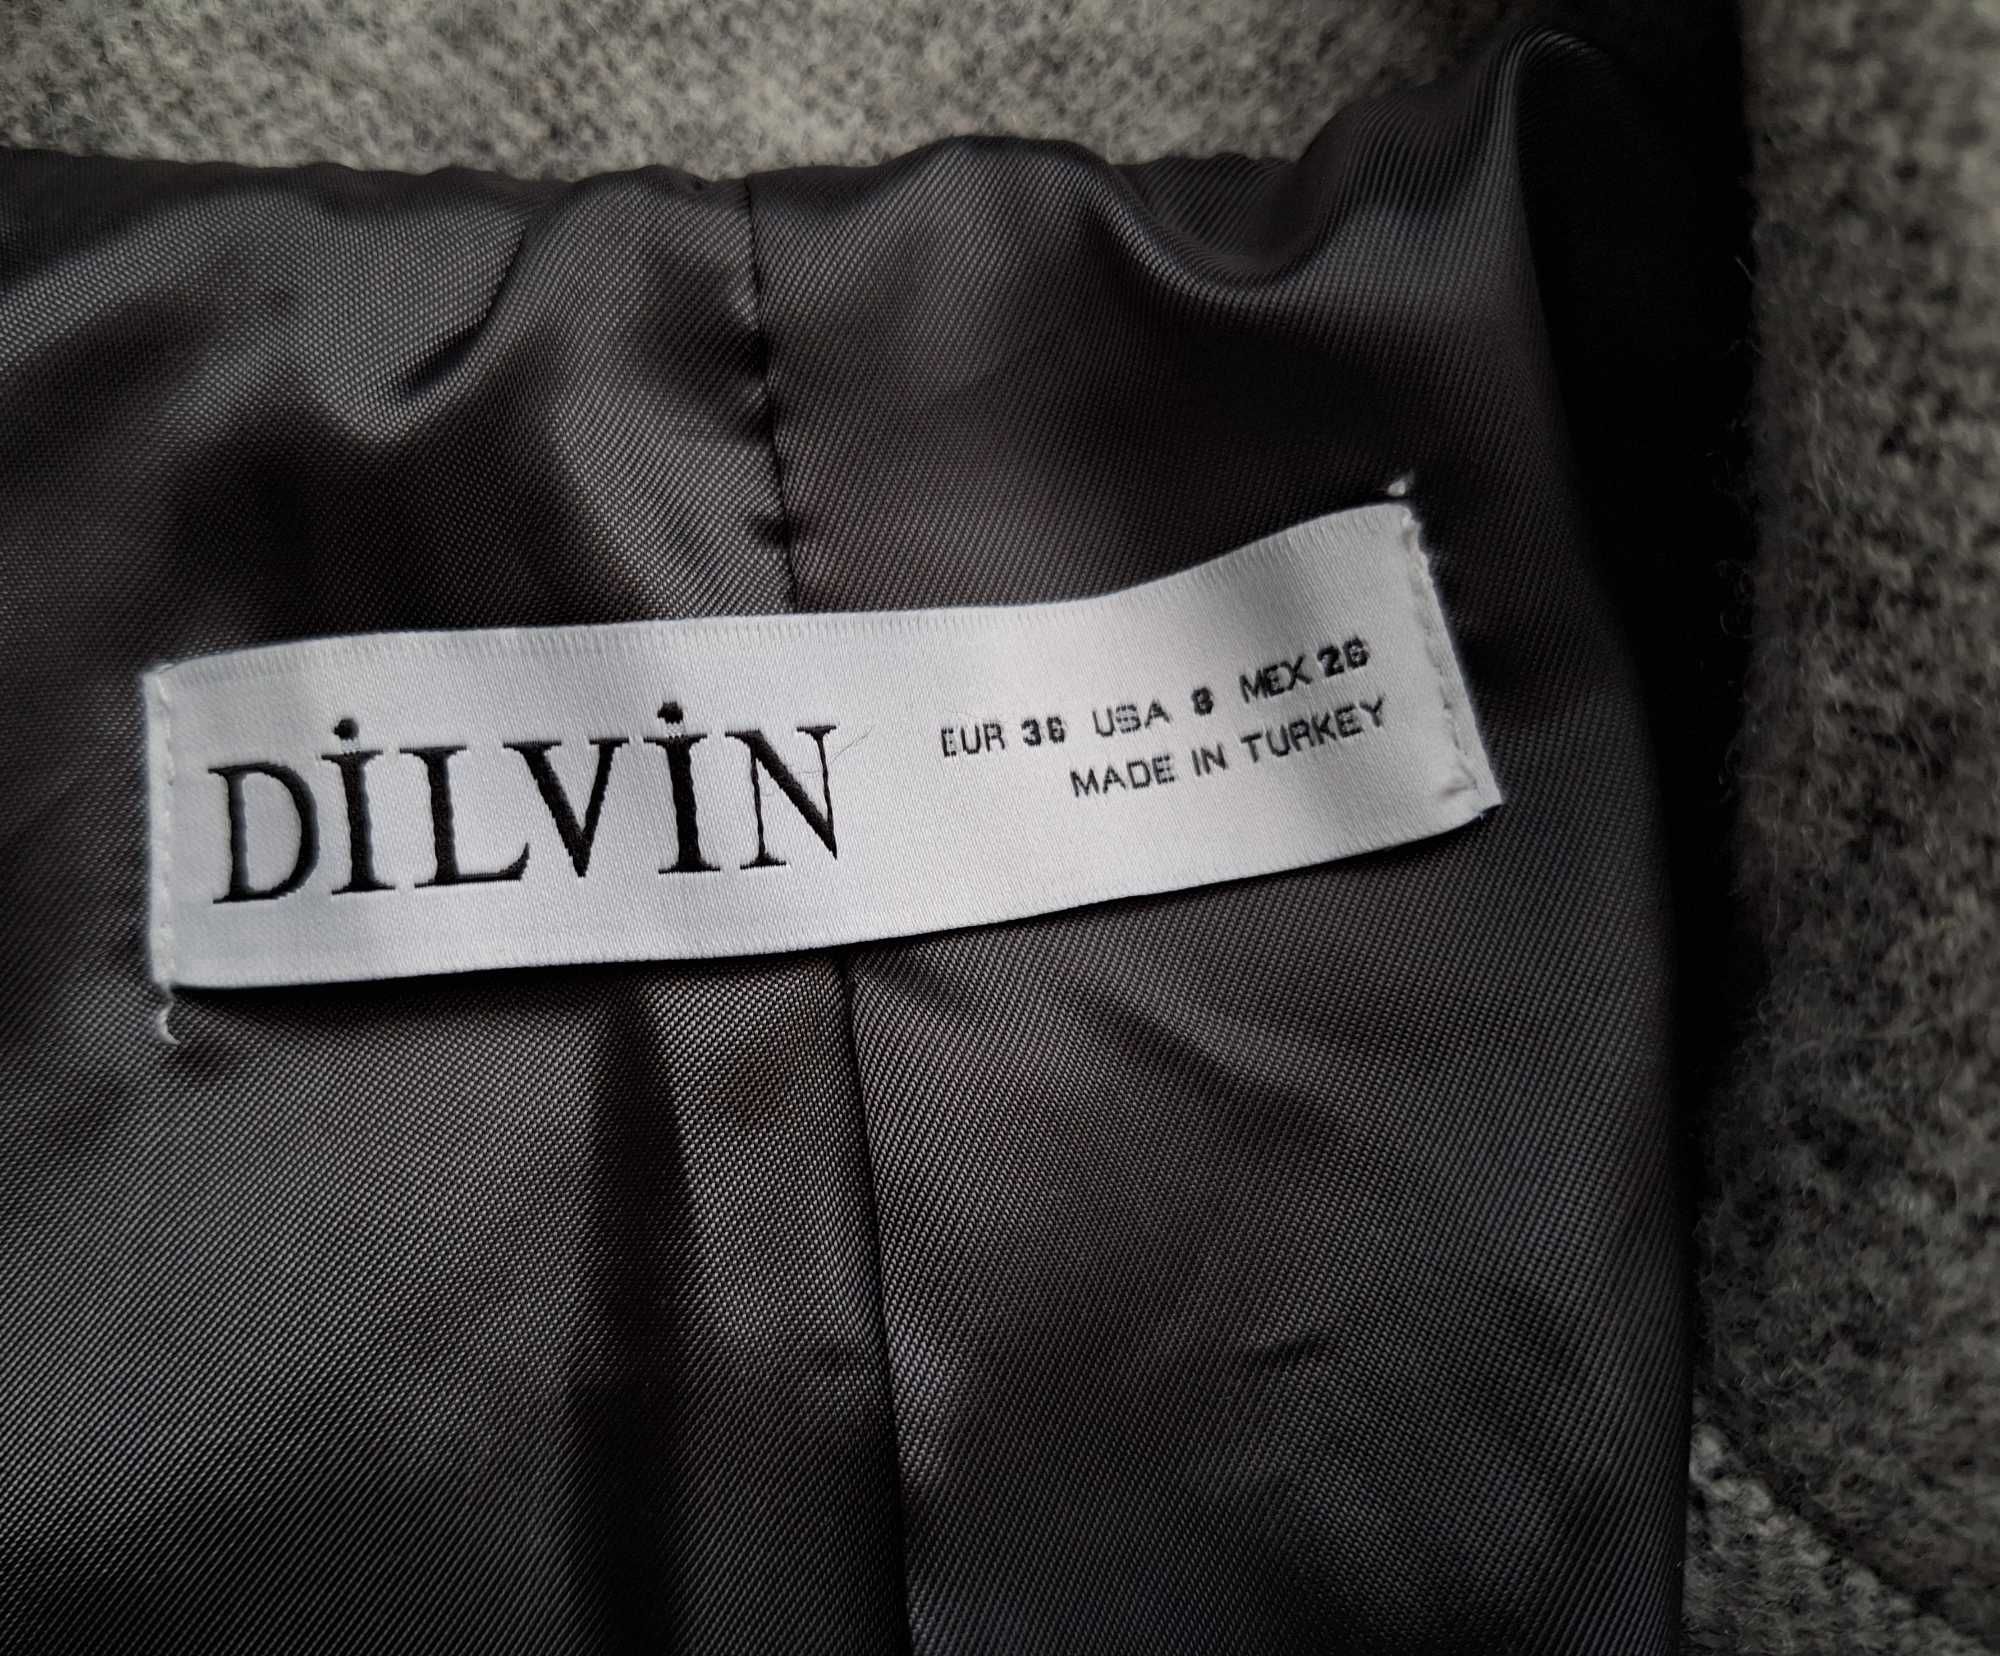 DİLVİN
EUR 36 USA 8 MEX 26
MADE IN TURKEY